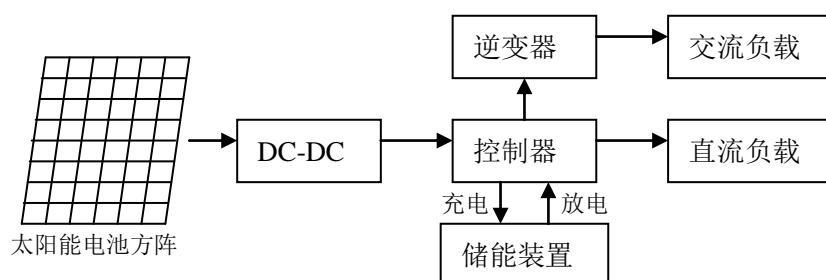 逆变器
交流负载
DC-DC
控制器
直流负载
充电
放电
太阳能电池方阵
储能装置